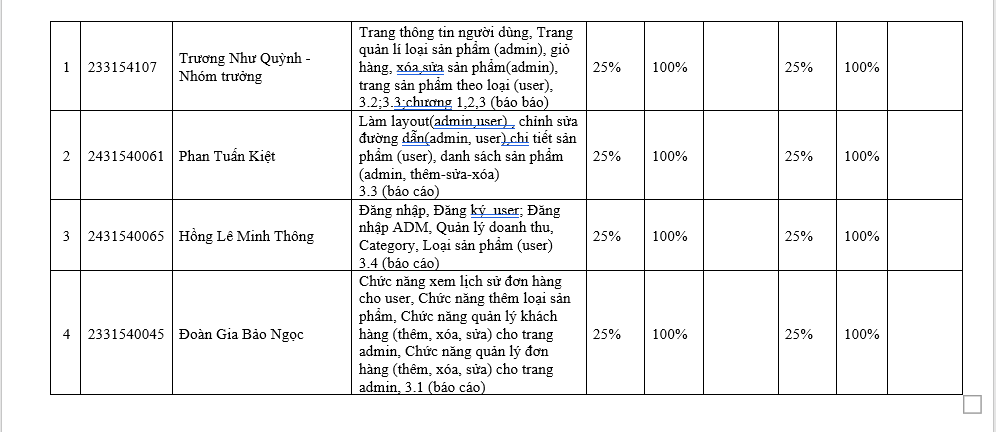 1 233154107 Trương Như Quỳnh - Nhóm trưởng Trang thông tin người dùng, Trang
quản lí loại sản phẩm (admin), giỏ
hàng, xóa,sửa sản phẩm(admin),
trang sản phẩm theo loại (user),
3.2;3.3;chương 1,2,3 (báo báo) 25% 100% 25% 100%
2 2431540061 Phan Tuấn Kiệt Làm layout(admin,user) , chỉnh sửa
đường dẫn(admin, user),chi tiết sản
phẩm (user), danh sách sản phẩm
(admin, thêm-sửa-xóa)
3.3 (báo cáo) 25% 100% 25% 100%
3 2431540065 Hồng Lê Minh Thông Đăng nhập, Đăng ký user; Đăng
nhập ADM, Quản lý doanh thu,
Category, Loại sản phẩm (user)
3.4 (báo cáo) 25% 100% 25% 100%
4 2331540045 Đoàn Gia Bảo Ngọc Chức năng xem lịch sử đơn hàng
cho user, Chức năng thêm loại sản
phẩm, Chức năng quản lý khách
hàng (thêm, xóa, sửa) cho trang
admin, Chức năng quản lý đơn
hàng (thêm, xóa, sửa) cho trang
admin, 3.1 (báo cáo) 25% 100% 25% 100%